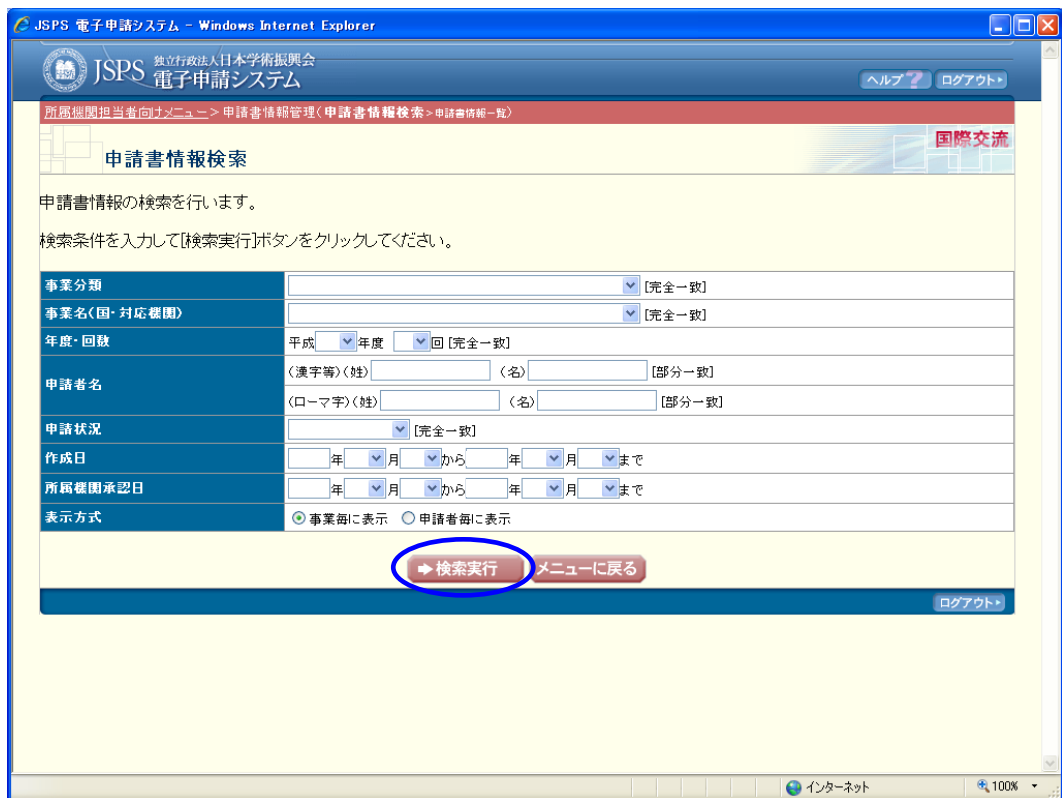 JSPS 電子申請システム - Windows Internet Explorer
JSPS 独立行政法人日本学術振興会
電子申請システム
ヘルプ? ログアウト
所属機関担当者向けメニュー>申請書情報管理(申請書情報検索>申請書情報一覧)
国際交流
申請書情報検索
申請書情報の検索を行います。
検索条件を入力して[検索実行]ボタンをクリックしてください。
事業分類 [完全一致]
事業名(国・対応機関) [完全一致]
年度・回数 平成 年度 回 [完全一致]
申請者名
(漢字等)(姓) (名) [部分一致]
(ローマ字)(姓) (名) [部分一致]
申請状況 [完全一致]
作成日 年 月 から 年 月 まで
所属機関承認日 年 月 から 年 月 まで
表示方式 事業毎に表示 申請者毎に表示
検索実行 メニューに戻る
ログアウト
インターネット 100%